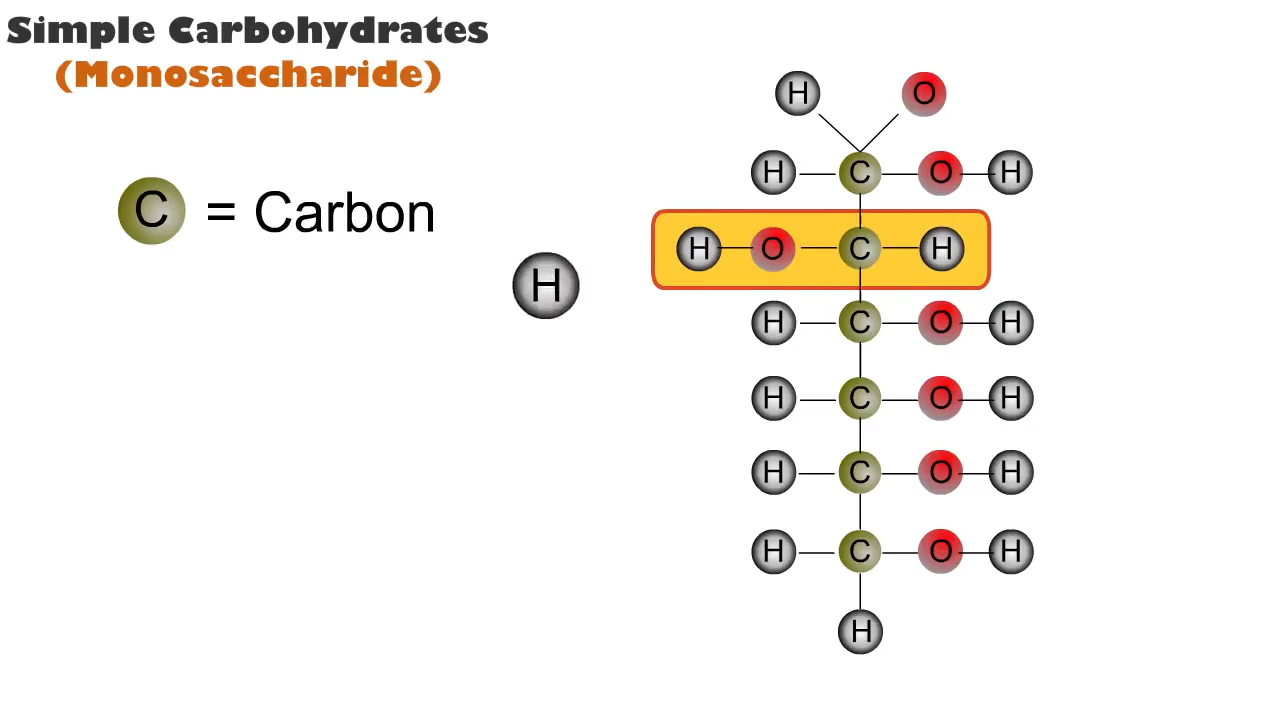 Simple Carbohydrates
(Monosaccharide)
H O
C = Carbon
H C O H
H O C H
H
H C O H
H C O H
H C O H
H C O H
H